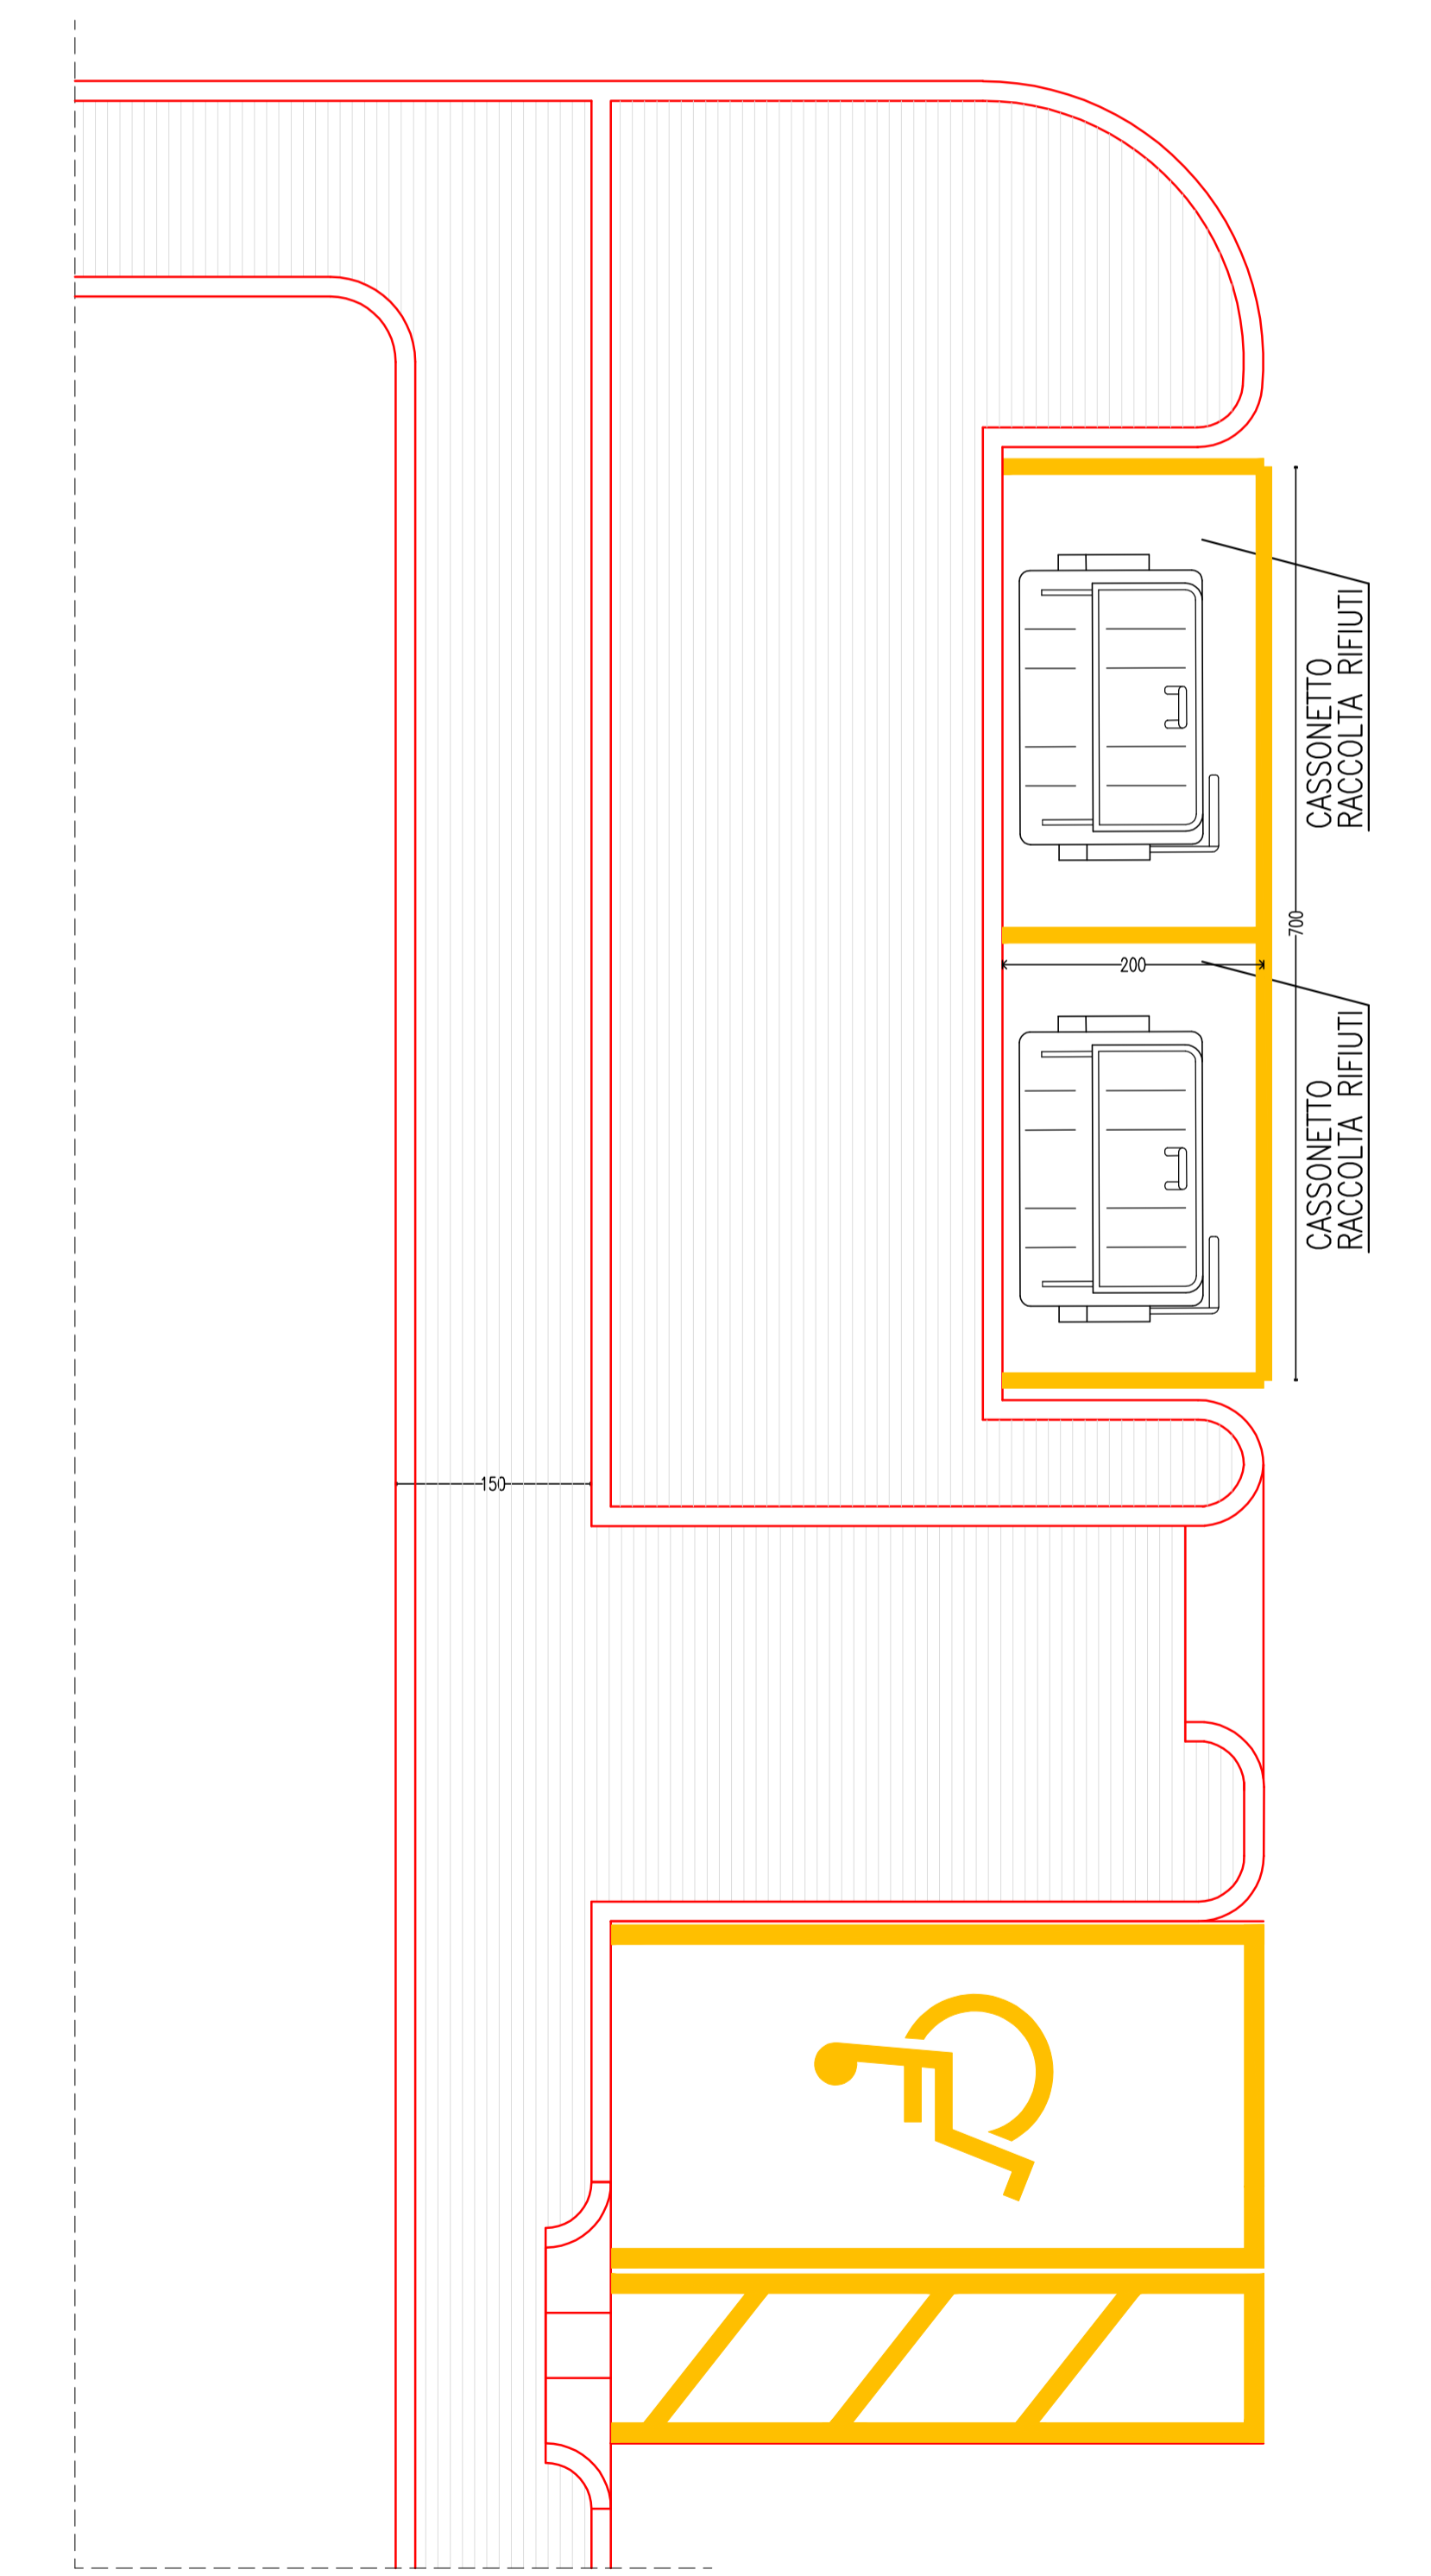 CASSONETTO
RACCOLTA RIFIUTI
700
200
CASSONETTO
RACCOLTA RIFIUTI
150